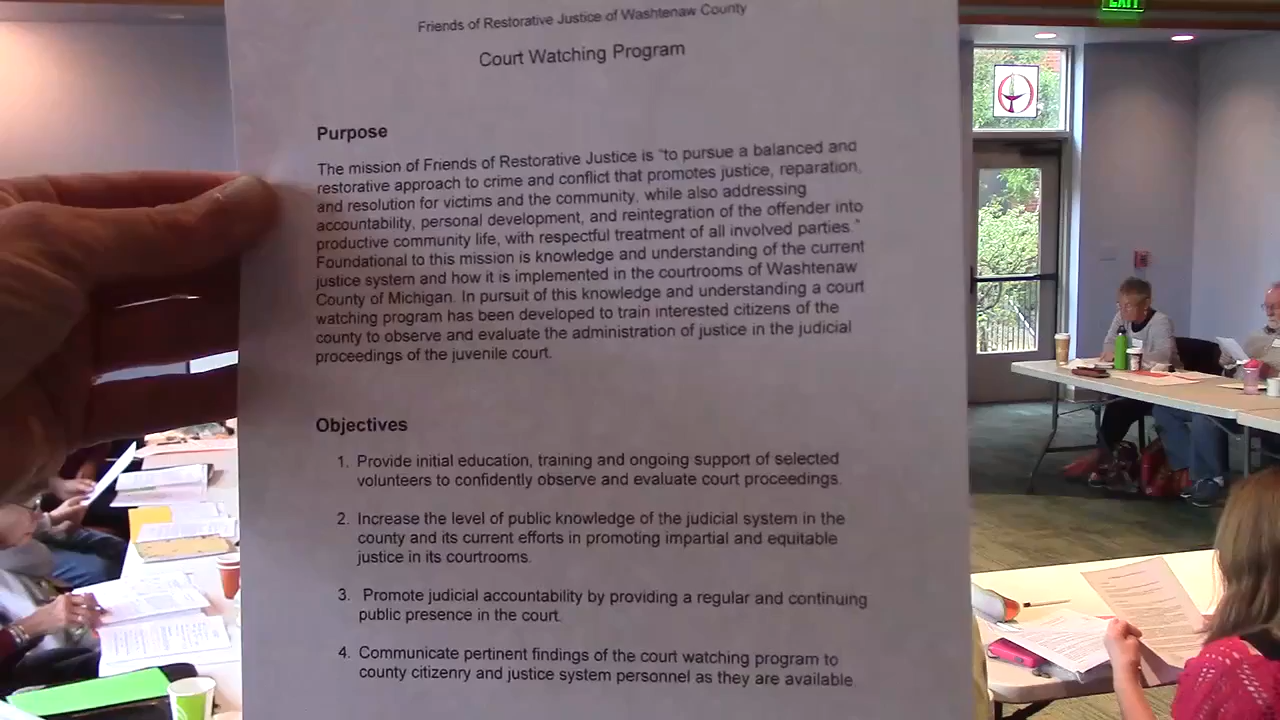 EXIT
Friends of Restorative Justice of Washtenaw County
Court Watching Program
Purpose
The mission of Friends of Restorative Justice is "to pursue a balanced and
restorative approach to crime and conflict that promotes justice, reparation,
and resolution for victims and the community, while also addressing
accountability, personal development, and reintegration of the offender into
productive community life, with respectful treatment of all involved parties."
Foundational to this mission is knowledge and understanding of the current
justice system and how it is implemented in the courtrooms of Washtenaw
County of Michigan. In pursuit of this knowledge and understanding a court
watching program has been developed to train interested citizens of the
county to observe and evaluate the administration of justice in the judicial
proceedings of the juvenile court.
Objectives
1. Provide initial education, training and ongoing support of selected
volunteers to confidently observe and evaluate court proceedings.
2. Increase the level of public knowledge of the judicial system in the
county and its current efforts in promoting impartial and equitable
justice in its courtrooms.
3. Promote judicial accountability by providing a regular and continuing
public presence in the court.
4. Communicate pertinent findings of the court watching program to
county citizenry and justice system personnel as they are available.